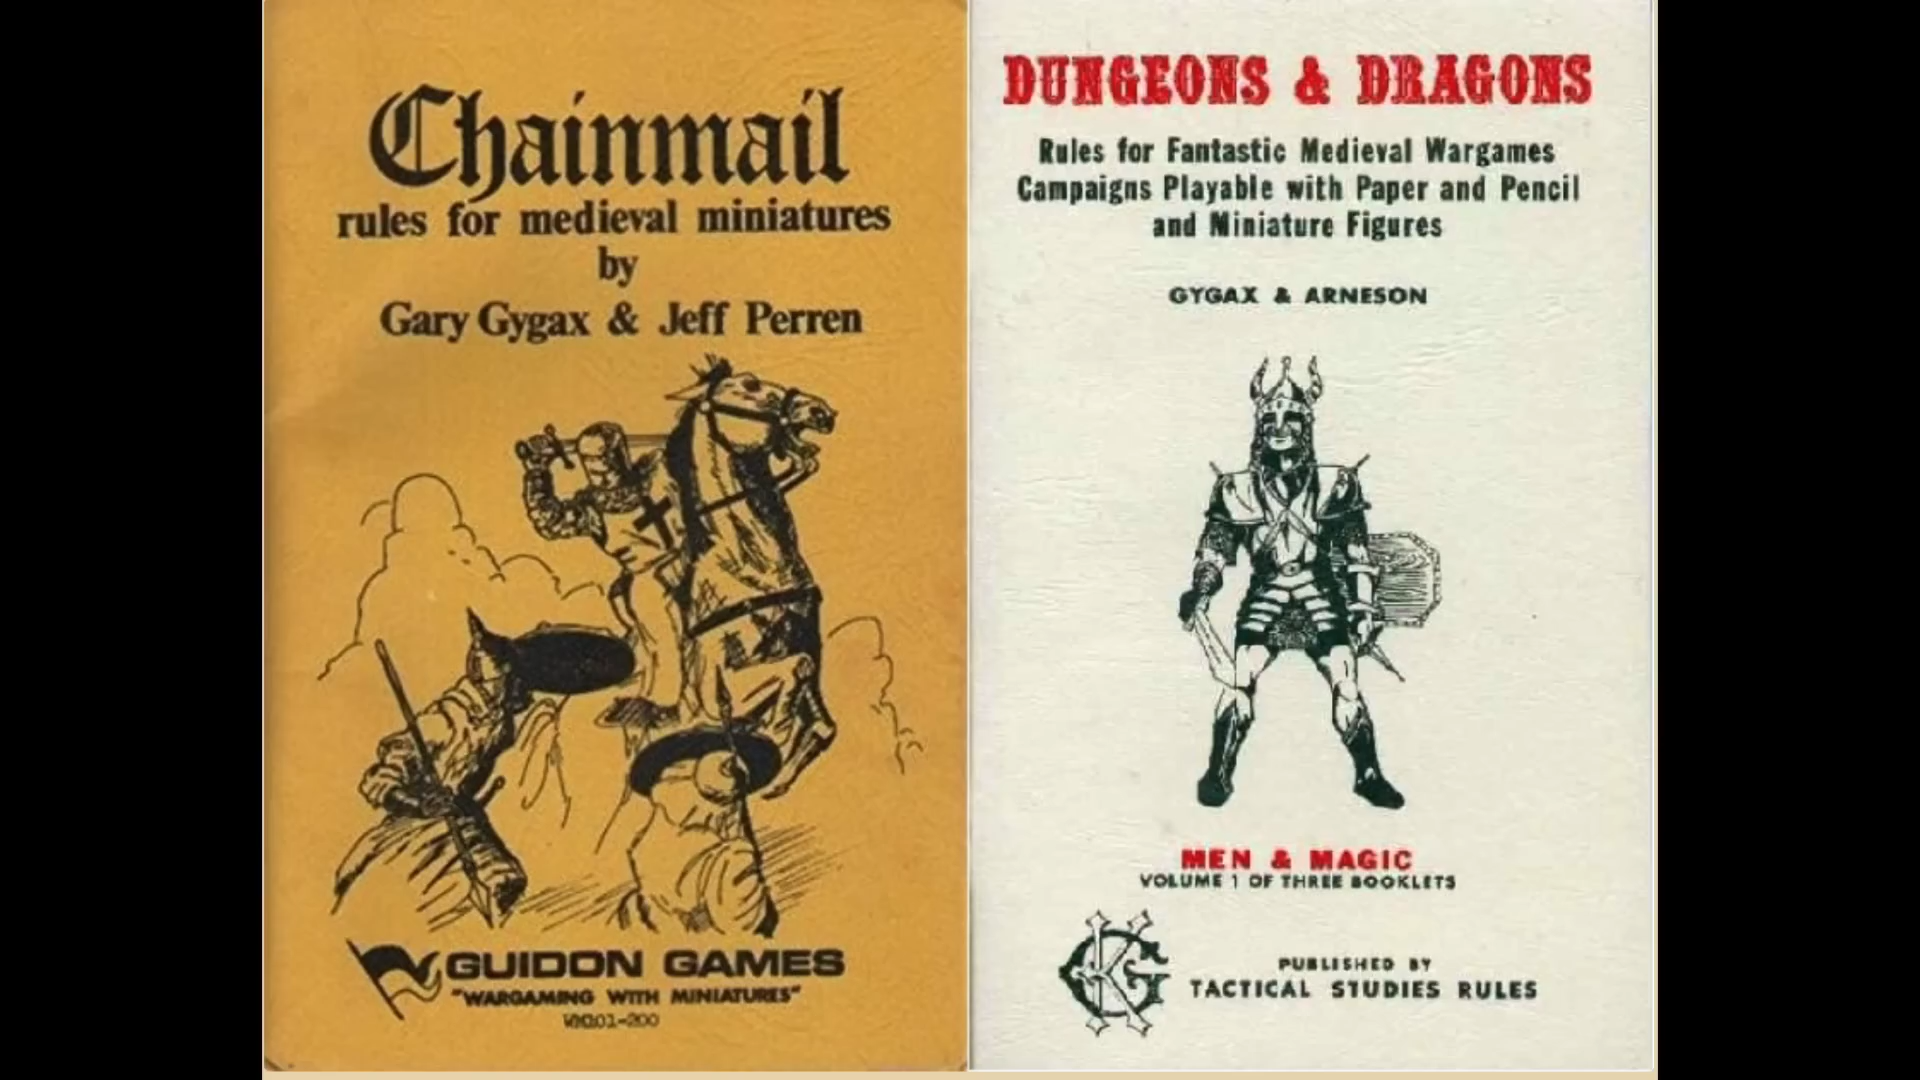 Chainmail
rules for medieval miniatures
by
Gary Gygax & Jeff Perren
GUIDON GAMES
"WARGAMING WITH MINIATURES"
DUNGEONS & DRAGONS
Rules for Fantastic Medieval Wargames
Campaigns Playable with Paper and Pencil
and Miniature Figures
GYGAX & ARNESON
MEN & MAGIC
VOLUME 1 OF THREE BOOKLETS
GK
PUBLISHED BY
TACTICAL STUDIES RULES